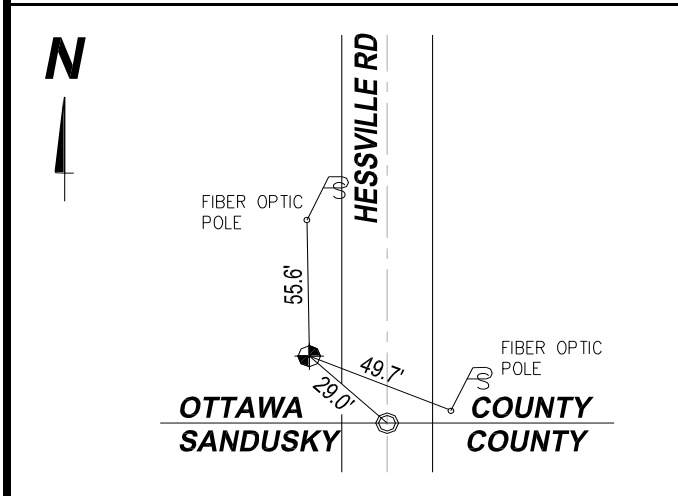 N
HESSVILLE RD
FIBER OPTIC
POLE
55.6'
49.7'
29.0'
FIBER OPTIC
POLE
OTTAWA COUNTY
SANDUSKY COUNTY